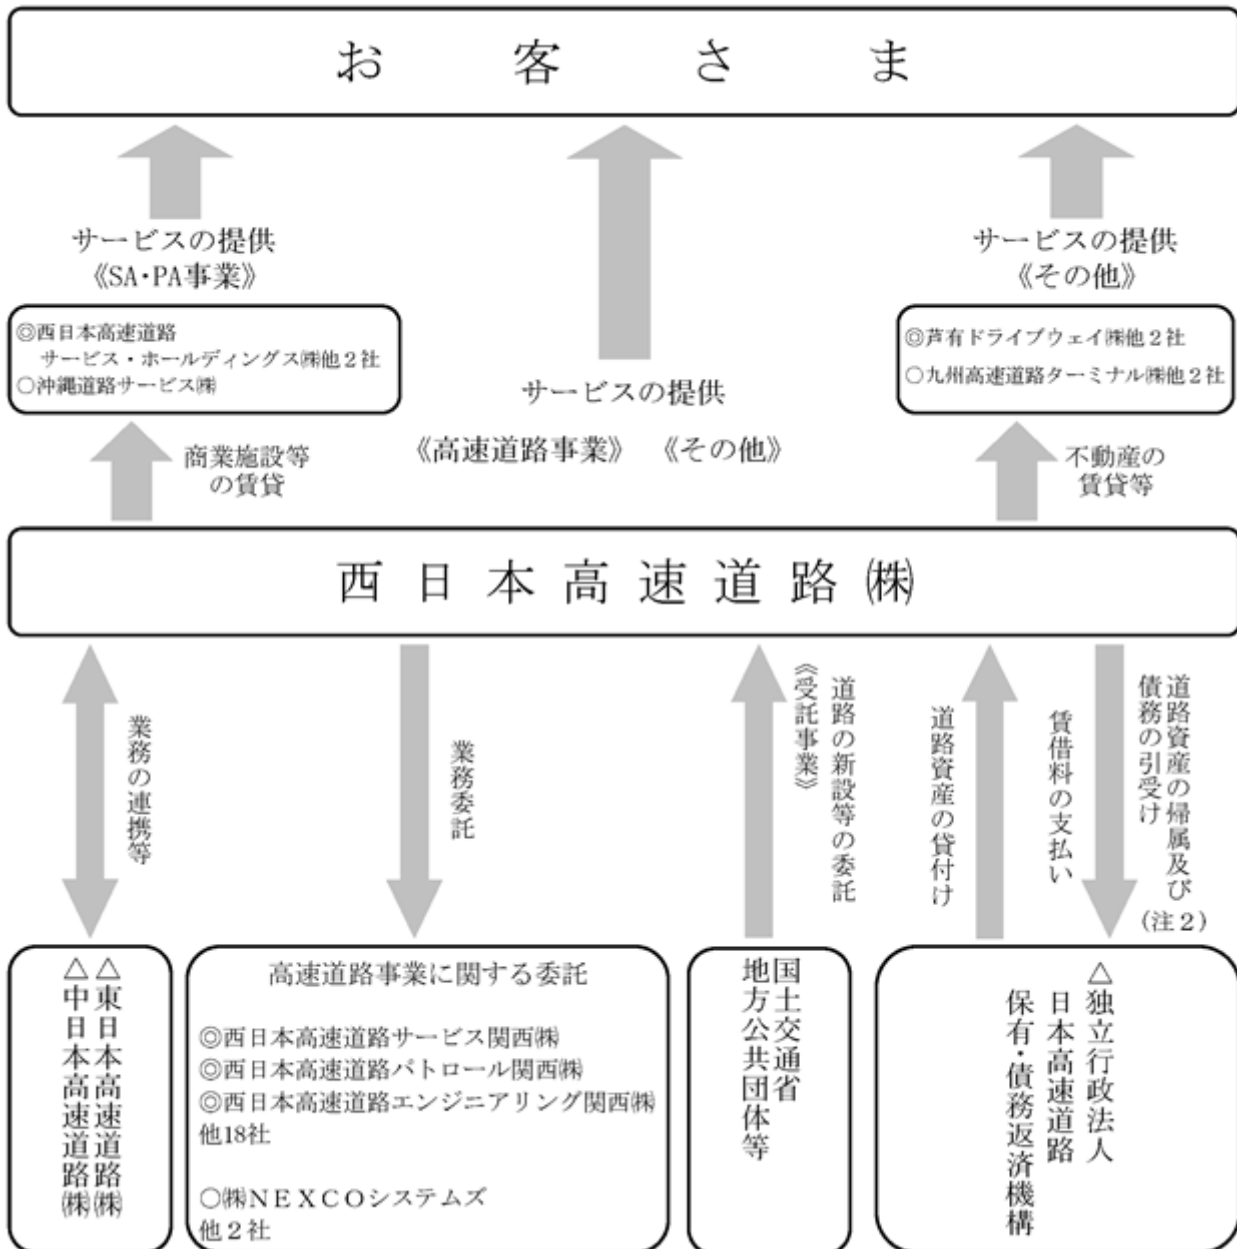 お客さま
サービスの提供
《SA・PA事業》
サービスの提供
《その他》
◎西日本高速道路
サービス・ホールディングス㈱他２社
○沖縄道路サービス㈱
◎芦有ドライブウェイ㈱他２社
○九州高速道路ターミナル㈱他２社
サービスの提供
《高速道路事業》　《その他》
商業施設等
の賃貸
不動産の
賃貸等
西日本高速道路㈱
業務の連携等
業務委託
道路の新設等の委託
《受託事業》
道路資産の貸付け
賃借料の支払い
道路資産の帰属及び
債務の引受け
(注２)
△東日本高速道路㈱
△中日本高速道路㈱
高速道路事業に関する委託
◎西日本高速道路サービス関西㈱
◎西日本高速道路パトロール関西㈱
◎西日本高速道路エンジニアリング関西㈱
他18社
○㈱ＮＥＸＣＯシステムズ
他２社
国土交通省
地方公共団体等
△独立行政法人
日本高速道路
保有・債務返済機構